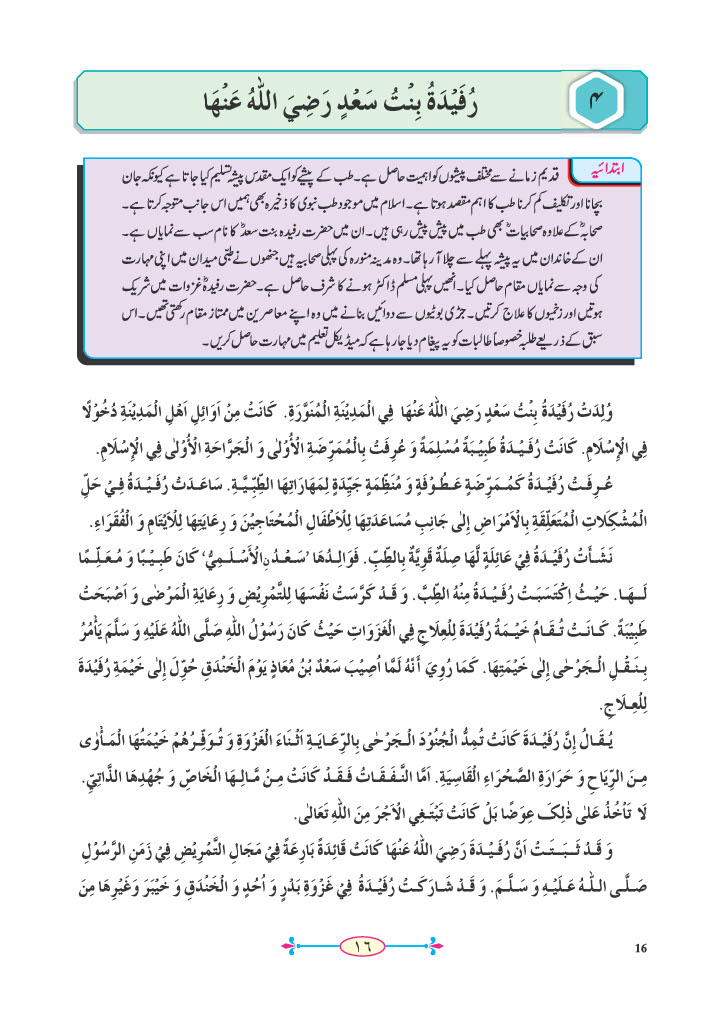 ۴
رُفَيْدَةُ بِنْتُ سَعْدٍ رَضِيَ اللهُ عَنْهَا
ابتدائیہ
قدیم زمانے سے مختلف پیشوں کو اہمیت حاصل ہے۔ طب کے پیشے کو ایک مقدس پیشہ تسلیم کیا جاتا ہے کیونکہ جان
بچانا اور تکلیف کم کرنا طب کا اہم مقصد ہوتا ہے۔ اسلام میں موجود طب نبوی کا ذخیرہ بھی ہمیں اس جانب متوجہ کرتا ہے۔
صحابہؓ کے علاوہ صحابیاتؓ بھی طب میں پیش پیش رہی ہیں۔ ان میں حضرت رفیدہ بنت سعدؓ کا نام سب سے نمایاں ہے۔
ان کے خاندان میں یہ پیشہ پہلے سے چلا آرہا تھا۔ وہ مدینہ منورہ کی پہلی صحابیہ ہیں جنھوں نے طبّی میدان میں اپنی مہارت
کی وجہ سے نمایاں مقام حاصل کیا۔ انھیں پہلی مسلم ڈاکٹر ہونے کا شرف حاصل ہے۔ حضرت رفیدہؓ غزوات میں شریک
ہوتیں اور زخمیوں کا علاج کرتیں۔ جڑی بوٹیوں سے دوائیں بنانے میں وہ اپنے معاصرین میں ممتاز مقام رکھتی تھیں۔ اس
سبق کے ذریعے طلبہ خصوصاً طالبات کو یہ پیغام دیا جارہا ہے کہ میڈیکل تعلیم میں مہارت حاصل کریں۔
وُلِدَتْ رُفَيْدَةُ بِنْتُ سَعْدٍ رَضِيَ اللهُ عَنْهَا فِي الْمَدِيْنَةِ الْمُنَوَّرَةِ. كَانَتْ مِنْ اَوَائِلِ اَهْلِ الْمَدِيْنَةِ دُخُوْلًا
فِي الْإِسْلَامِ. كَانَتْ رُفَيْدَةُ طَبِيْبَةً مُسْلِمَةً وَ عُرِفَتْ بِالْمُمَرِّضَةِ الْأُوْلٰى وَ الْجَرَّاحَةِ الْأُوْلٰى فِي الْإِسْلَامِ.
عُرِفَتْ رُفَيْدَةُ كَمُمَرِّضَةٍ عَطُوْفَةٍ وَ مُنَظِّمَةٍ جَيِّدَةٍ لِمَهَارَاتِهَا الطِّبِّيَّةِ. سَاعَدَتْ رُفَيْدَةُ فِيْ حَلِّ
الْمُشْكِلَاتِ الْمُتَعَلِّقَةِ بِالْأَمْرَاضِ إِلٰى جَانِبِ مُسَاعَدَتِهَا لِلْأَطْفَالِ الْمُحْتَاجِيْنَ وَ رِعَايَتِهَا لِلْأَيْتَامِ وَ الْفُقَرَاءِ.
نَشَأَتْ رُفَيْدَةُ فِيْ عَائِلَةٍ لَّهَا صِلَةٌ قَوِيَّةٌ بِالطِّبِّ. فَوَالِدُهَا ’سَعْدُنِ الْأَسْلَمِيُّ‘ كَانَ طَبِيْبًا وَ مُعَلِّمًا
لَهَا. حَيْثُ اِكْتَسَبَتْ رُفَيْدَةُ مِنْهُ الطِّبَّ. وَ قَدْ كَرَّسَتْ نَفْسَهَا لِلتَّمْرِيْضِ وَ رِعَايَةِ الْمَرْضٰى وَ اَصْبَحَتْ
طَبِيْبَةً. كَانَتْ تُقَامُ خَيْمَةُ رُفَيْدَةَ لِلْعِلَاجِ فِي الْغَزَوَاتِ حَيْثُ كَانَ رَسُوْلُ اللهِ صَلَّى اللهُ عَلَيْهِ وَ سَلَّمَ يَأْمُرُ
بِنَقْلِ الْجَرْحٰى إِلٰى خَيْمَتِهَا. كَمَا رُوِيَ أَنَّهُ لَمَّا اُصِيْبَ سَعْدُ بْنُ مُعَاذٍ يَوْمَ الْخَنْدَقِ حُوِّلَ إِلٰى خَيْمَةِ رُفَيْدَةَ
لِلْعِلَاجِ.
يُقَالُ إِنَّ رُفَيْدَةَ كَانَتْ تُمِدُّ الْجُنُوْدَ الْجَرْحٰى بِالرِّعَايَةِ اَثْنَاءَ الْغَزْوَةِ وَ تُوَفِّرُهُمْ خَيْمَتُهَا الْمَأْوٰى
مِنَ الرِّيَاحِ وَ حَرَارَةِ الصَّحْرَاءِ الْقَاسِيَةِ. اَمَّا النَّفَقَاتُ فَقَدْ كَانَتْ مِنْ مَّالِهَا الْخَاصِّ وَ جُهْدِهَا الذَّاتِيِّ.
لَا تَأْخُذُ عَلٰى ذٰلِكَ عِوَضًا بَلْ كَانَتْ تَبْتَغِي الْاَجْرَ مِنَ اللهِ تَعَالٰى.
وَ قَدْ ثَبَتَتْ اَنَّ رُفَيْدَةَ رَضِيَ اللهُ عَنْهَا كَانَتْ قَائِدَةً بَارِعَةً فِيْ مَجَالِ التَّمْرِيْضِ فِيْ زَمَنِ الرَّسُوْلِ
صَلَّى اللهُ عَلَيْهِ وَ سَلَّمَ. وَ قَدْ شَارَكَتْ رُفَيْدَةُ فِيْ غَزْوَةِ بَدْرٍ وَ اُحُدٍ وَ الْخَنْدَقِ وَ خَيْبَرَ وَ غَيْرِهَا مِنَ
١٦
16